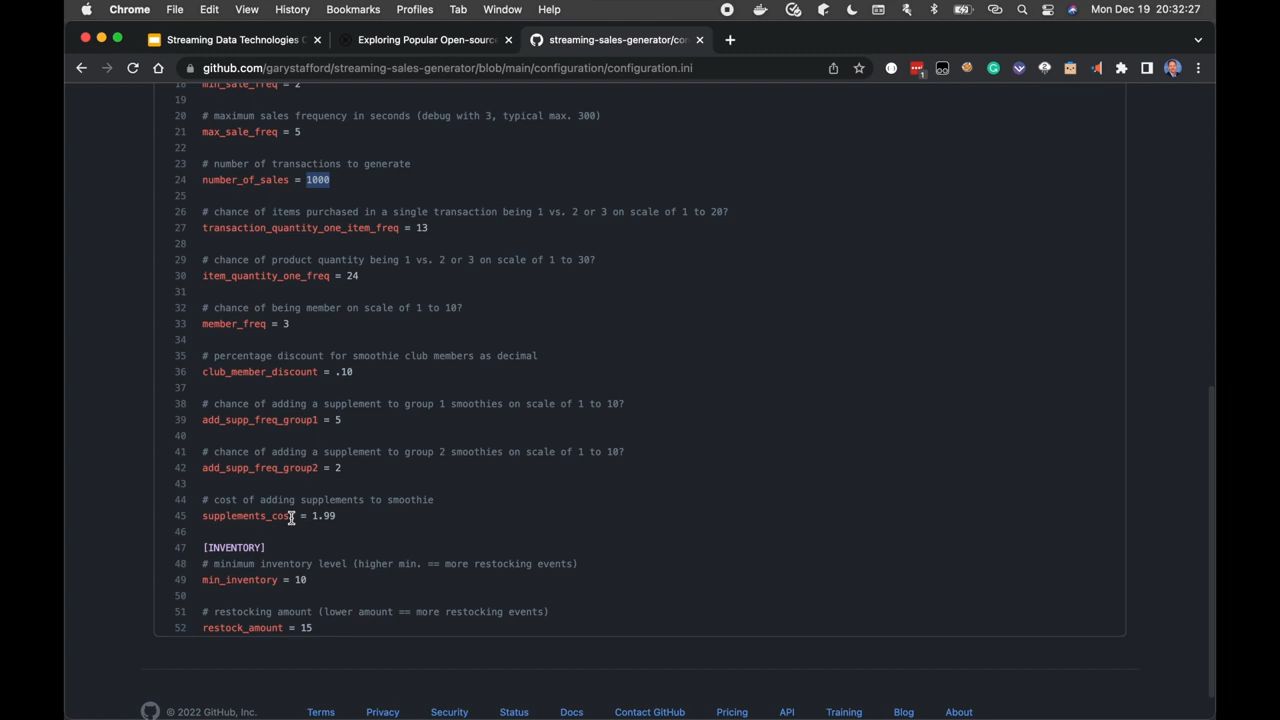 Chrome File Edit View History Bookmarks Profiles Tab Window Help Mon Dec 19 20:32:27
Streaming Data Technologies Exploring Popular Open-sourc streaming-sales-generator/con
github.com/garystafford/streaming-sales-generator/blob/main/configuration/configuration.ini
1
18 min_sale_freq = 2
19
20 # maximum sales frequency in seconds (debug with 3, typical max. 300)
21 max_sale_freq = 5
22
23 # number of transactions to generate
24 number_of_sales = 1000
25
26 # chance of items purchased in a single transaction being 1 vs. 2 or 3 on scale of 1 to 20?
27 transaction_quantity_one_item_freq = 13
28
29 # chance of product quantity being 1 vs. 2 or 3 on scale of 1 to 30?
30 item_quantity_one_freq = 24
31
32 # chance of being member on scale of 1 to 10?
33 member_freq = 3
34
35 # percentage discount for smoothie club members as decimal
36 club_member_discount = .10
37
38 # chance of adding a supplement to group 1 smoothies on scale of 1 to 10?
39 add_supp_freq_group1 = 5
40
41 # chance of adding a supplement to group 2 smoothies on scale of 1 to 10?
42 add_supp_freq_group2 = 2
43
44 # cost of adding supplements to smoothie
45 supplements_cost = 1.99
46
47 [INVENTORY]
48 # minimum inventory level (higher min. == more restocking events)
49 min_inventory = 10
50
51 # restocking amount (lower amount == more restocking events)
52 restock_amount = 15
© 2022 GitHub, Inc. Terms Privacy Security Status Docs Contact GitHub Pricing API Training Blog About